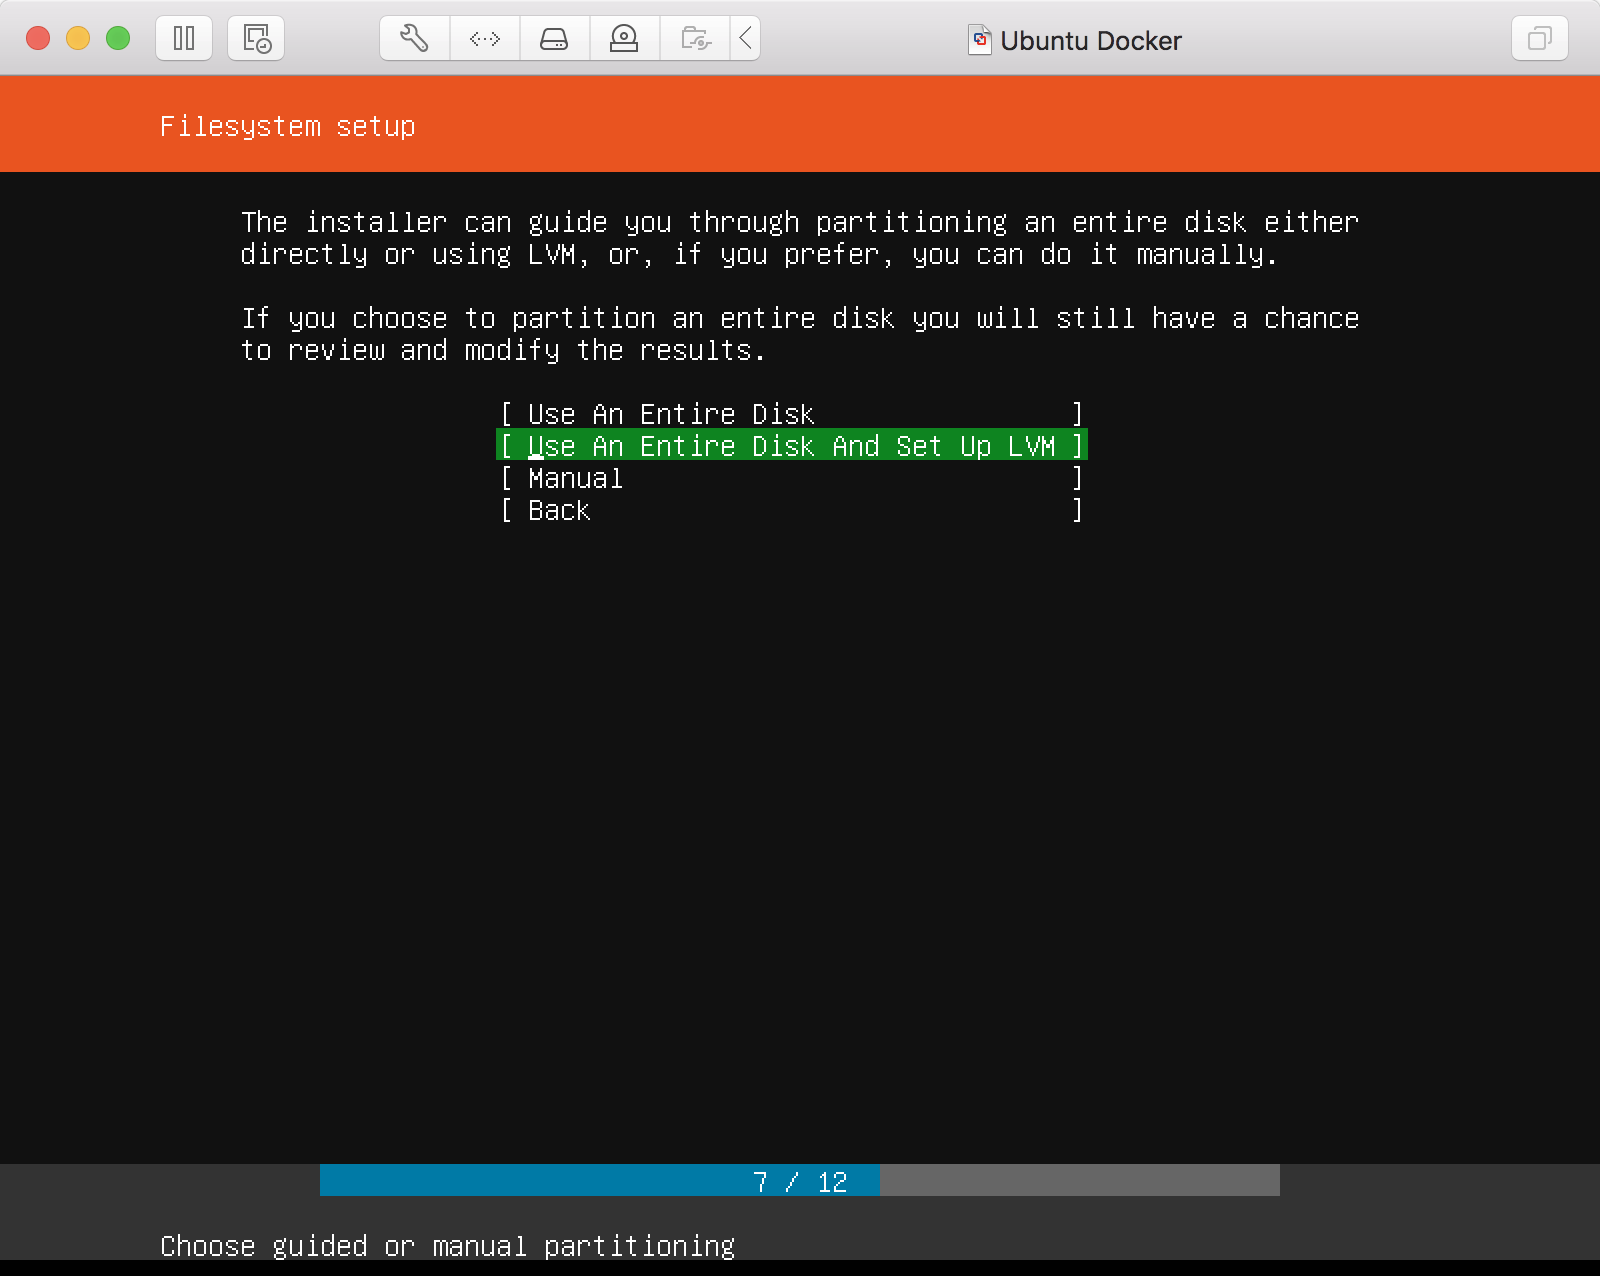 Ubuntu Docker
Filesystem setup
The installer can guide you through partitioning an entire disk either
directly or using LVM, or, if you prefer, you can do it manually.
If you choose to partition an entire disk you will still have a chance
to review and modify the results.
[ Use An Entire Disk ]
[ Use An Entire Disk And Set Up LVM ]
[ Manual ]
[ Back ]
7 / 12
Choose guided or manual partitioning